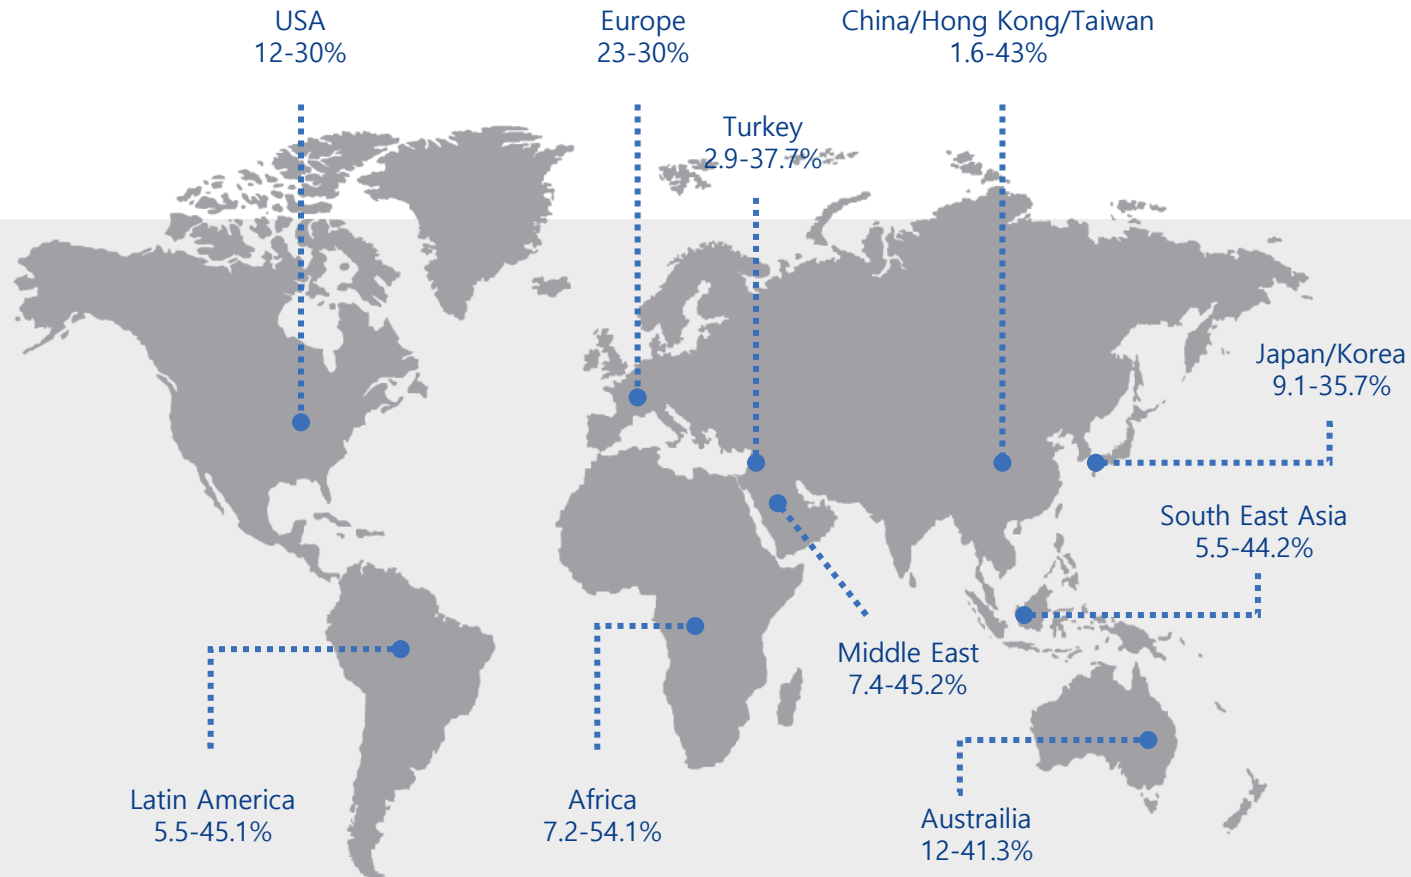 USA
12-30%
Europe
23-30%
China/Hong Kong/Taiwan
1.6-43%
Turkey
2.9-37.7%
Japan/Korea
9.1-35.7%
South East Asia
5.5-44.2%
Middle East
7.4-45.2%
Latin America
5.5-45.1%
Africa
7.2-54.1%
Austrailia
12-41.3%